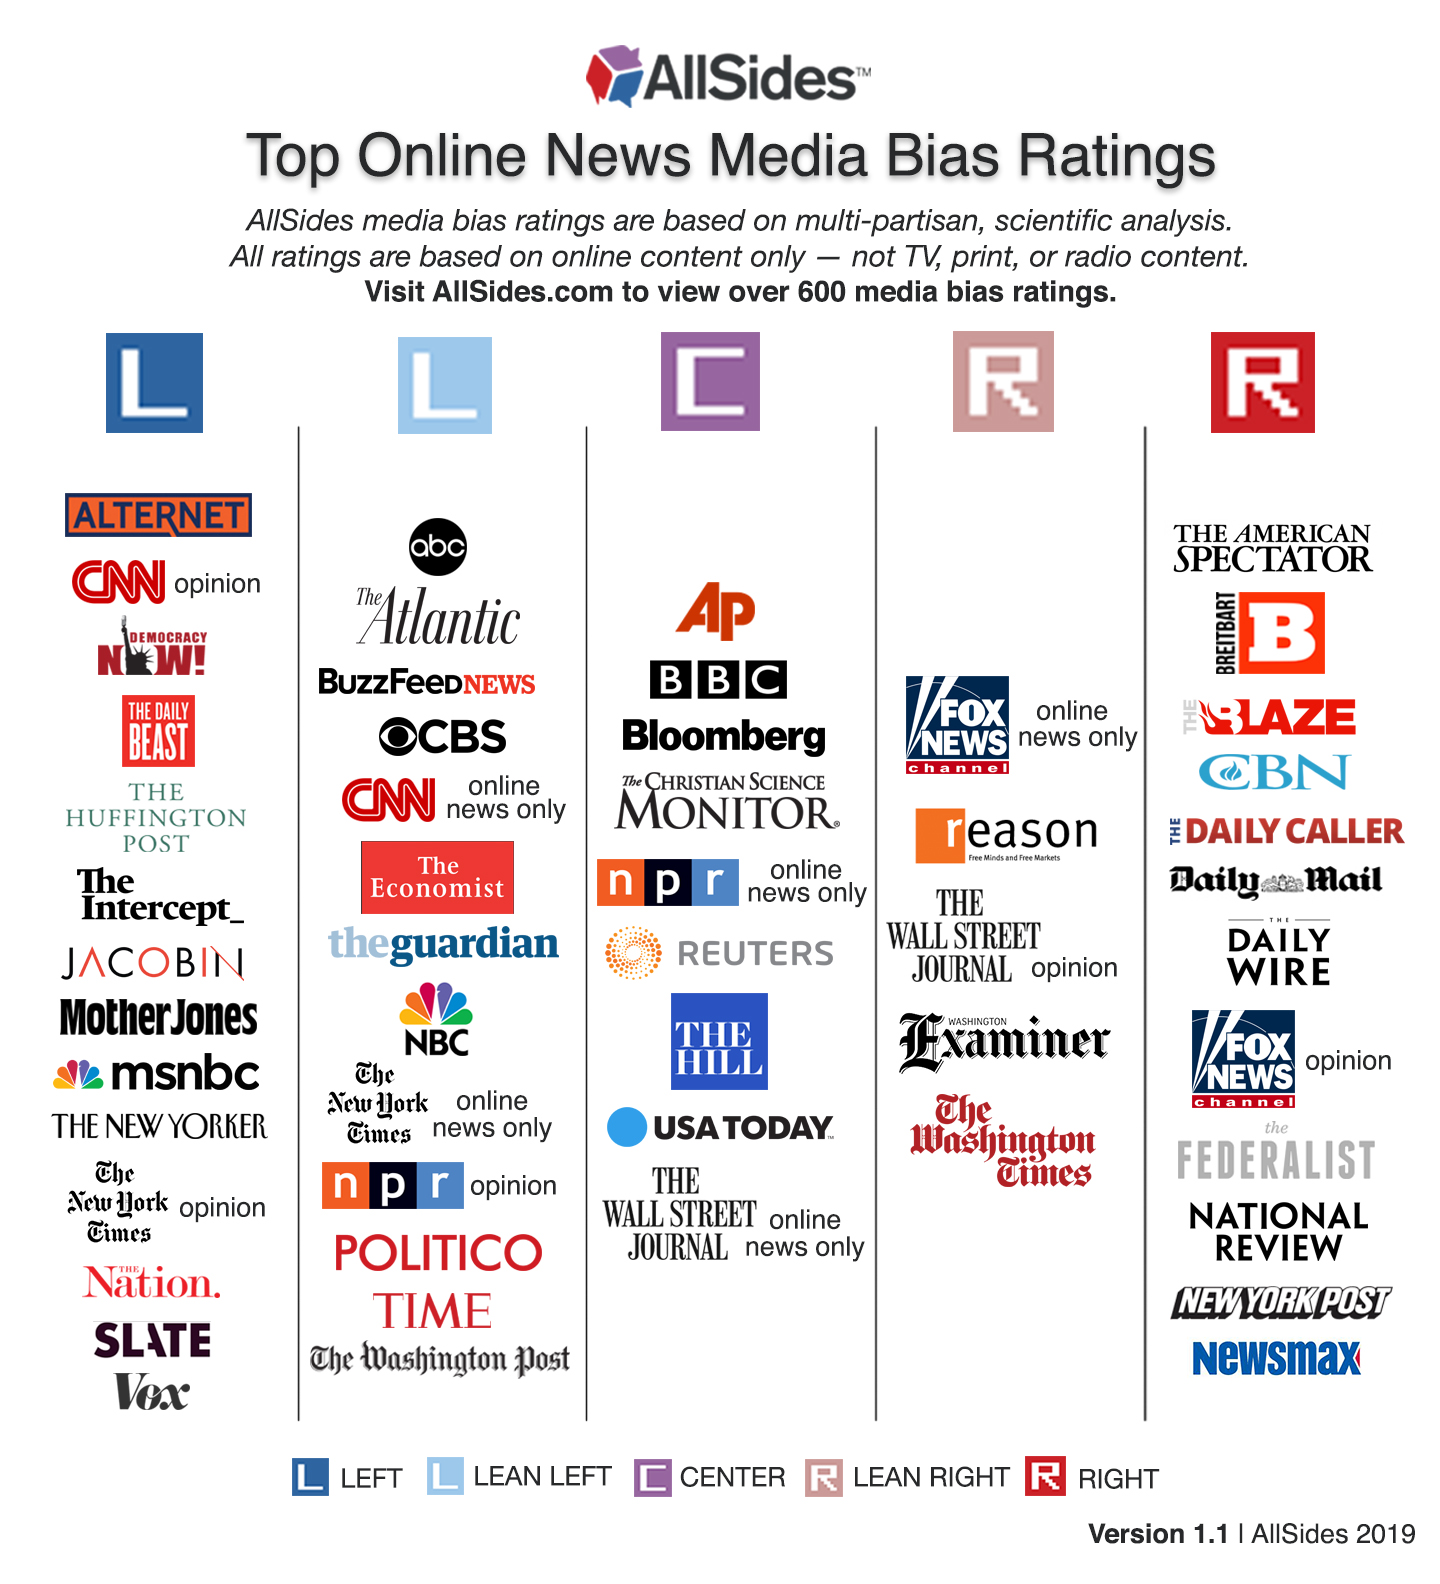 AllSides™
Top Online News Media Bias Ratings
AllSides media bias ratings are based on multi-partisan, scientific analysis.
All ratings are based on online content only — not TV, print, or radio content.
Visit AllSides.com to view over 600 media bias ratings.
L
L
C
R
R
ALTERNET
CNN opinion
DEMOCRACY
NOW!
THE DAILY
BEAST
THE
HUFFINGTON
POST
The
Intercept_
JACOBIN
Mother Jones
msnbc
THE NEW YORKER
The
New York
Times
opinion
THE
Nation.
SLATE
Vox
abc
The
Atlantic
BuzzFeed NEWS
CBS
CNN
online
news only
The
Economist
theguardian
NBC
The
New York
Times
online
news only
npr opinion
POLITICO
TIME
The Washington Post
AP
BBC
Bloomberg
The CHRISTIAN SCIENCE
MONITOR®
npr
online
news only
REUTERS
THE
HILL
USA TODAY™
THE
WALL STREET
JOURNAL
online
news only
FOX
NEWS
channel
online
news only
reason
Free Minds and Free Markets
THE
WALL STREET
JOURNAL
opinion
WASHINGTON
Examiner
The
Washington
Times
THE AMERICAN
SPECTATOR
BREITBART
B
THE
BLAZE
CBN
THE
DAILY CALLER
Daily Mail
THE
DAILY
WIRE
FOX
NEWS
channel
opinion
the
FEDERALIST
NATIONAL
REVIEW
NEW YORK POST
Newsmax
L LEFT
L LEAN LEFT
C CENTER
R LEAN RIGHT
R RIGHT
Version 1.1 | AllSides 2019